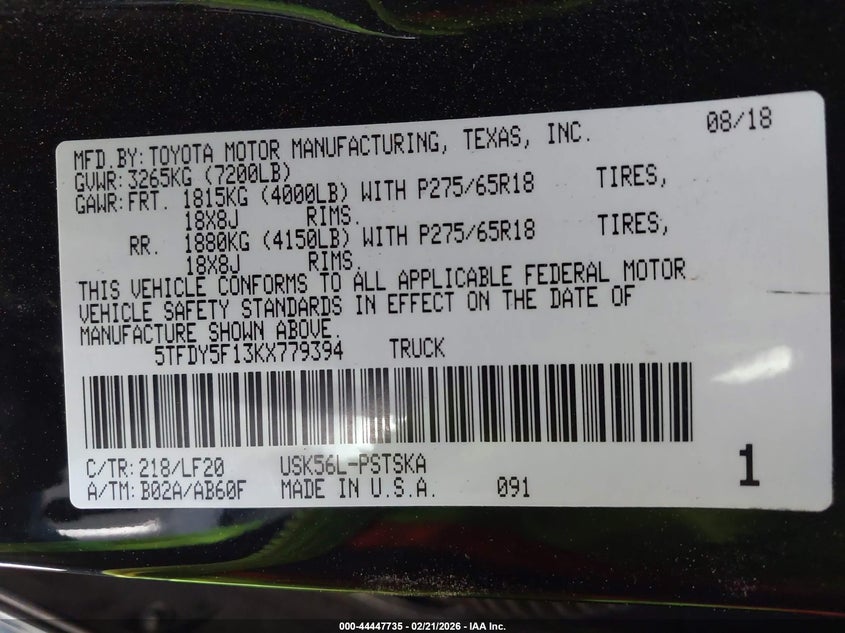 08/18
MFD.BY:TOYOTA MOTOR MANUFACTURING, TEXAS, INC.
GVWR:3265KG (7200LB)
GAWR:FRT. 1815KG (4000LB) WITH P275/65R18 TIRES,
18X8J RIMS.
RR. 1880KG (4150LB) WITH P275/65R18 TIRES,
18X8J RIMS.
THIS VEHICLE CONFORMS TO ALL APPLICABLE FEDERAL MOTOR
VEHICLE SAFETY STANDARDS IN EFFECT ON THE DATE OF
MANUFACTURE SHOWN ABOVE.
5TFDY5F13KX779394 TRUCK
C/TR:218/LF20 USK56L-PSTSKA
A/TM:B02A/AB60F MADE IN U.S.A. 091
1
000-44447735 - 02/21/2026 - IAA Inc.